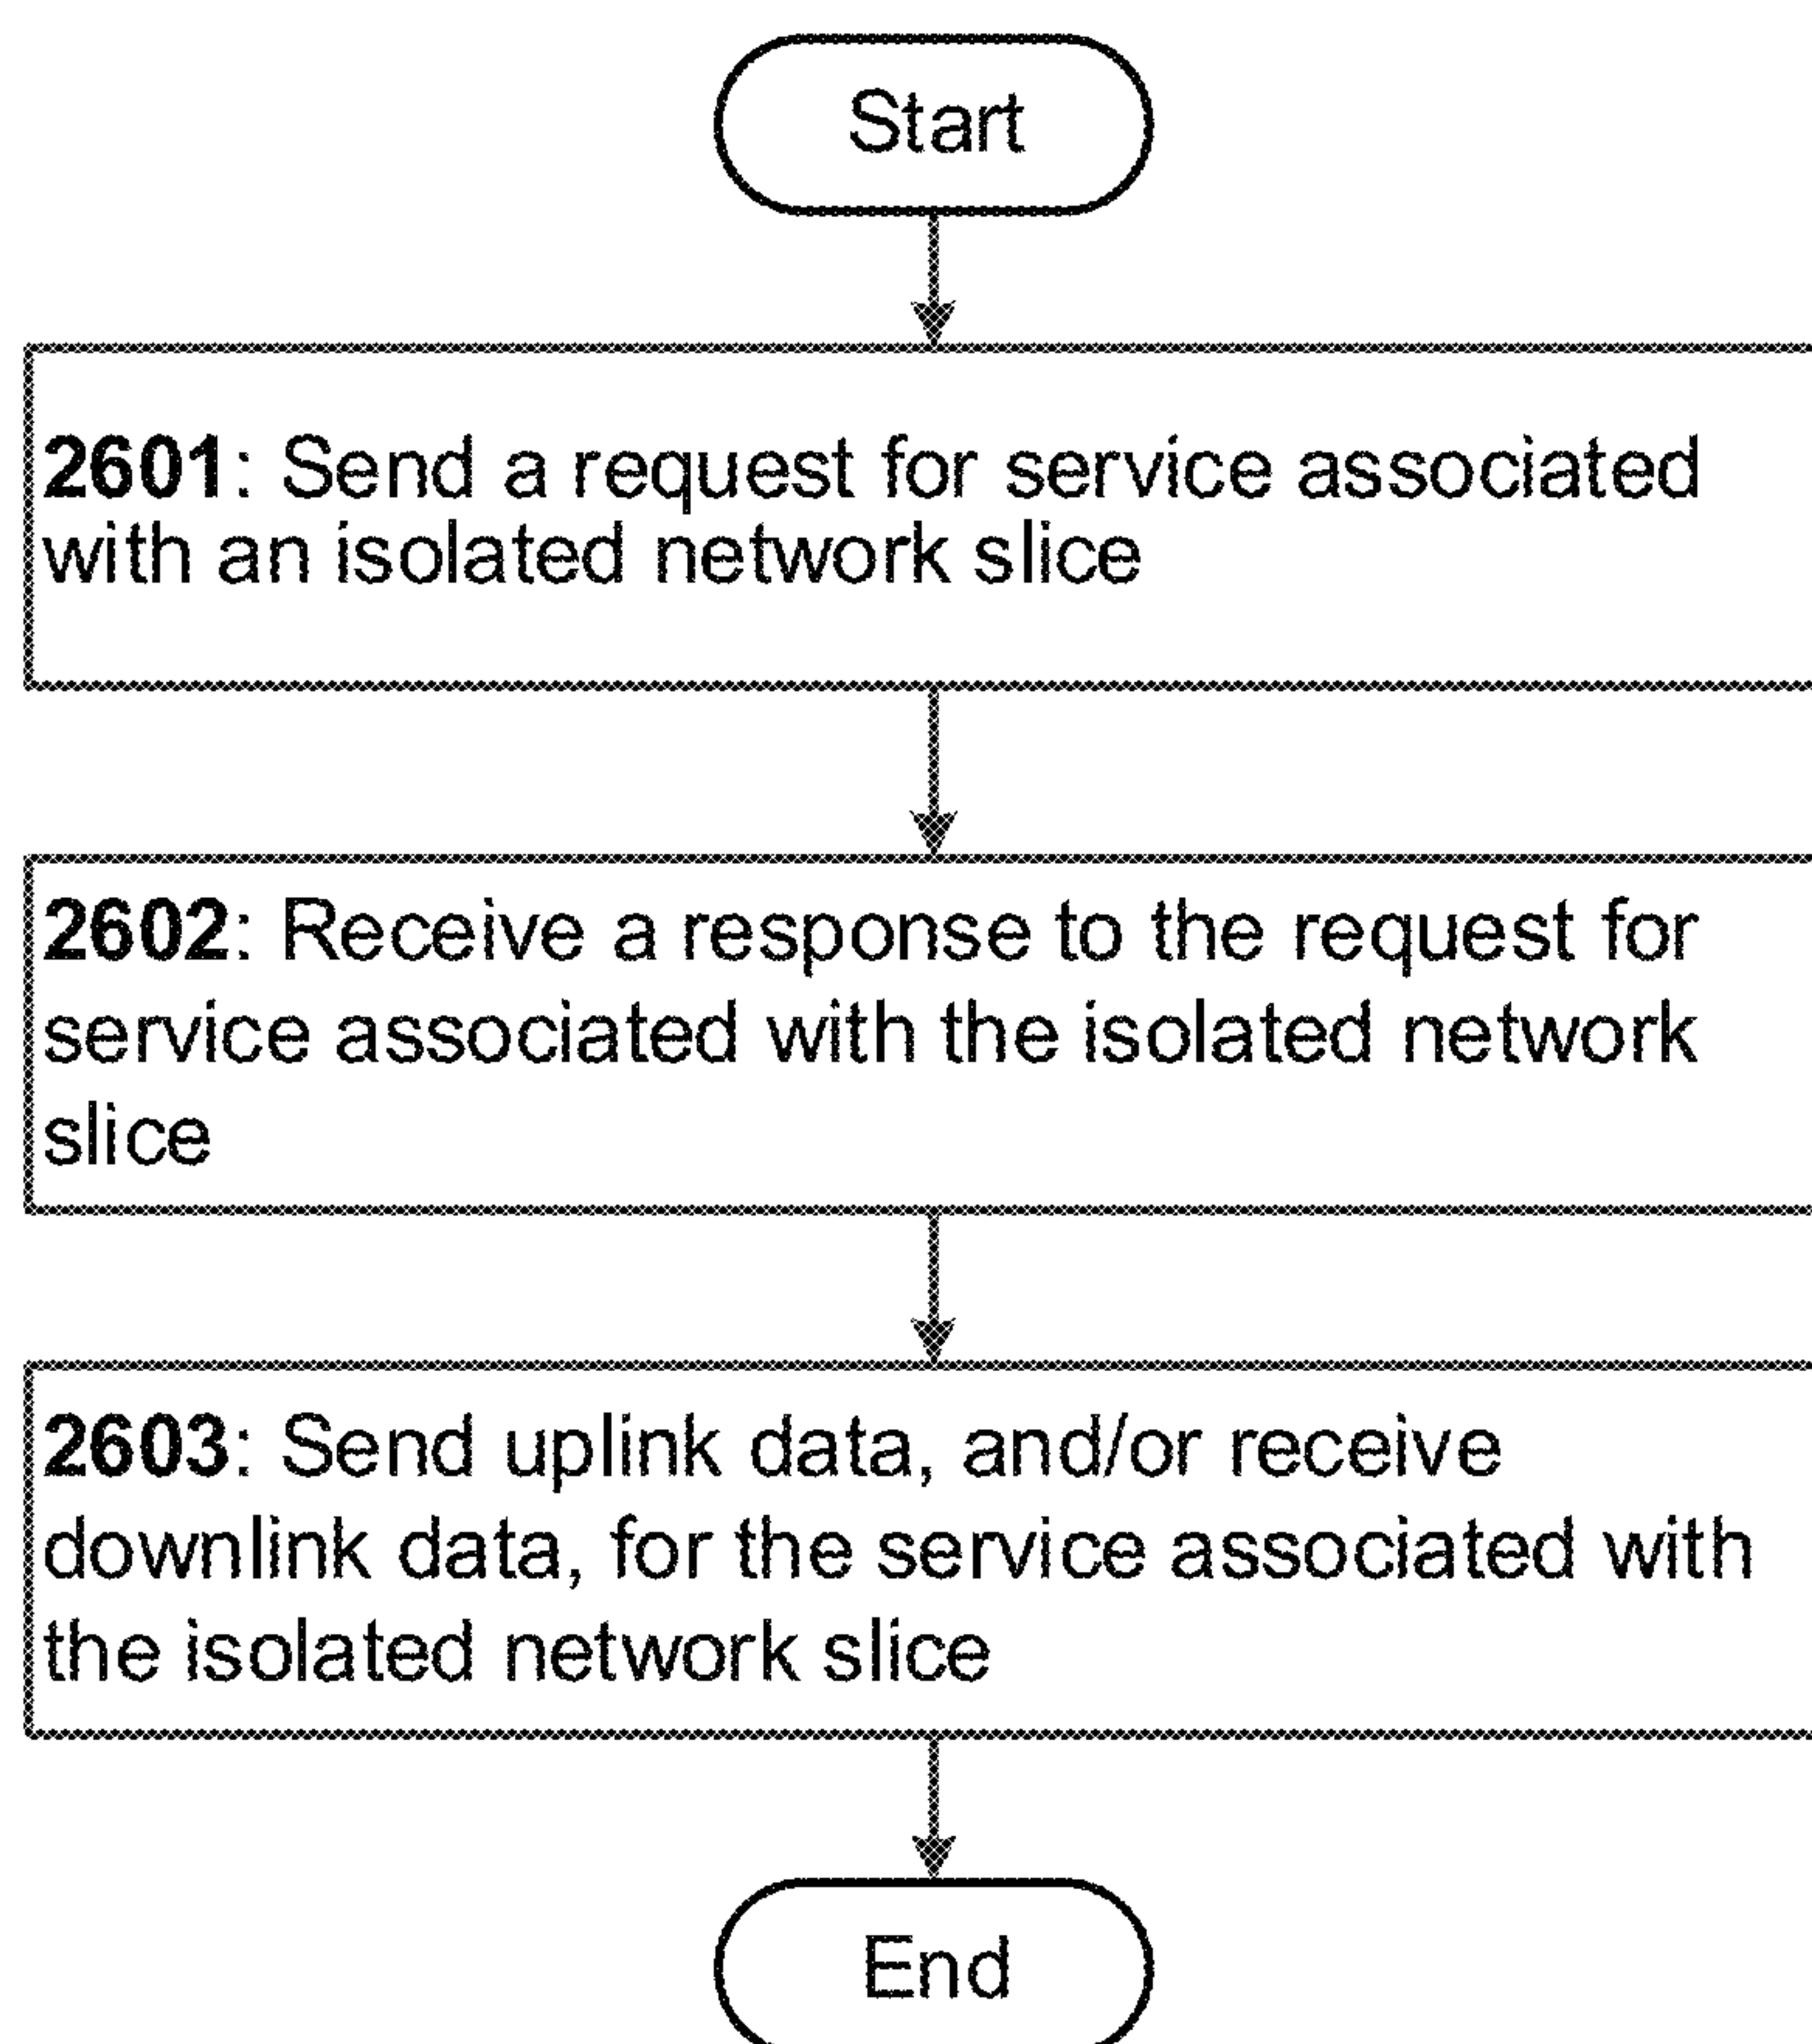 Start
2601: Send a request for service associated
with an isolated network slice
2602: Receive a response to the request for
service associated with the isolated network
slice
2603: Send uplink data, and/or receive
downlink data, for the service associated with
the isolated network slice
End